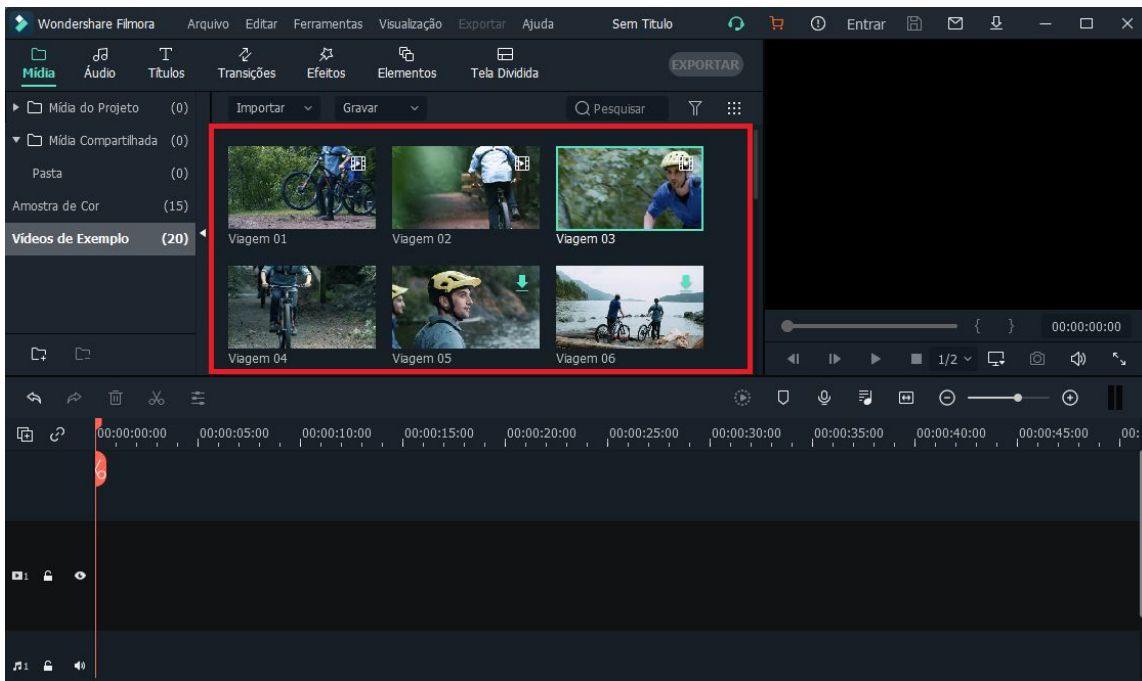 Wondershare Filmora Arquivo Editar Ferramentas Visualização Exportar Ajuda Sem Titulo Entrar
Mídia Áudio Títulos Transições Efeitos Elementos Tela Dividida EXPORTAR
Mídia do Projeto (0) Importar Gravar Pesquisar
Mídia Compartilhada (0)
Pasta (0)
Amostra de Cor (15)
Vídeos de Exemplo (20)
Viagem 01 Viagem 02 Viagem 03
Viagem 04 Viagem 05 Viagem 06
{ } 00:00:00:00
1/2
00:00:00:00 00:00:05:00 00:00:10:00 00:00:15:00 00:00:20:00 00:00:25:00 00:00:30:00 00:00:35:00 00:00:40:00 00:00:45:00 00:
1
1